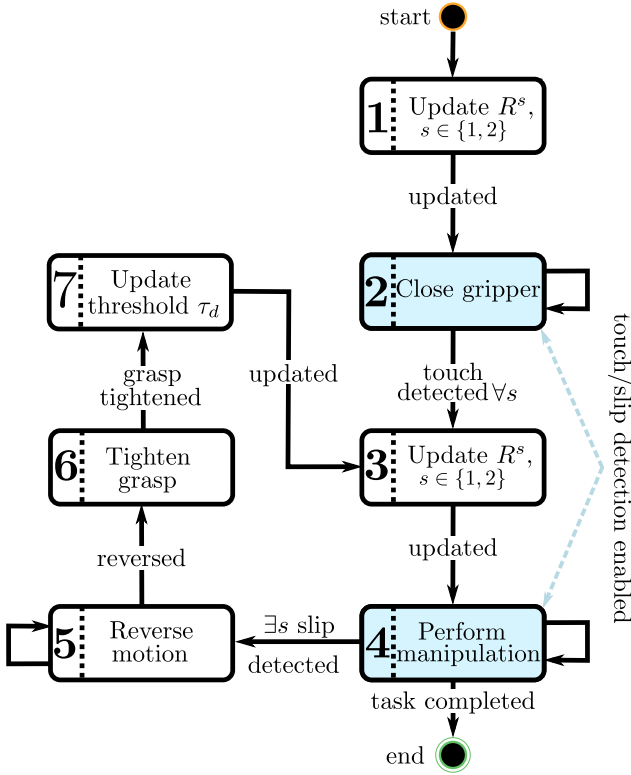 start
1
Update Rˢ,
s ∈ {1, 2}
updated
2
Close gripper
touch
detected ∀s
3
Update Rˢ,
s ∈ {1, 2}
updated
4
Perform
manipulation
task completed
end
∃s slip
detected
5
Reverse
motion
reversed
6
Tighten
grasp
grasp
tightened
7
Update
threshold τ_d
updated
touch/slip detection enabled